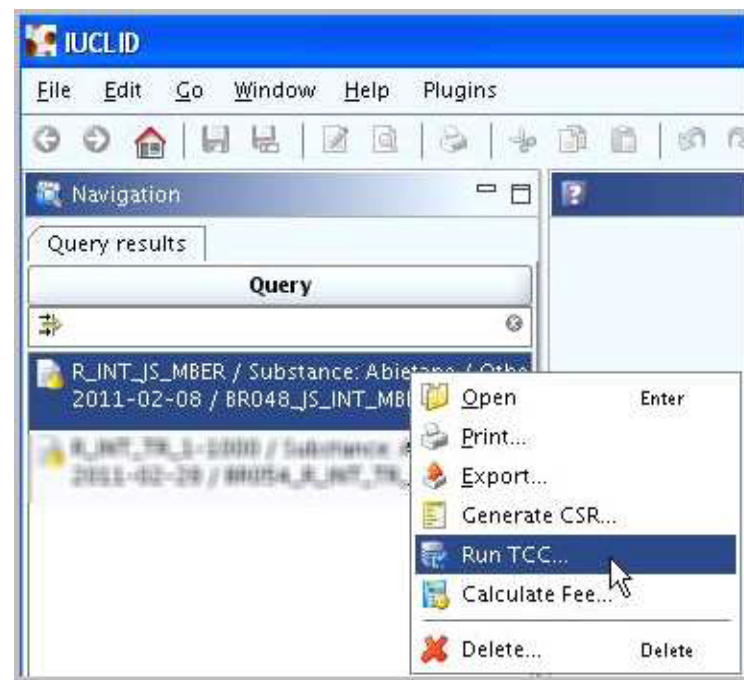 IUCLID
File Edit Go Window Help Plugins
Navigation
Query results
Query
R_INT_JS_MBER / Substance: Abietane / Othe
2011-02-08 / BR048_JS_INT_MBE
Open Enter
Print...
Export...
Generate CSR...
Run TCC...
Calculate Fee...
Delete... Delete